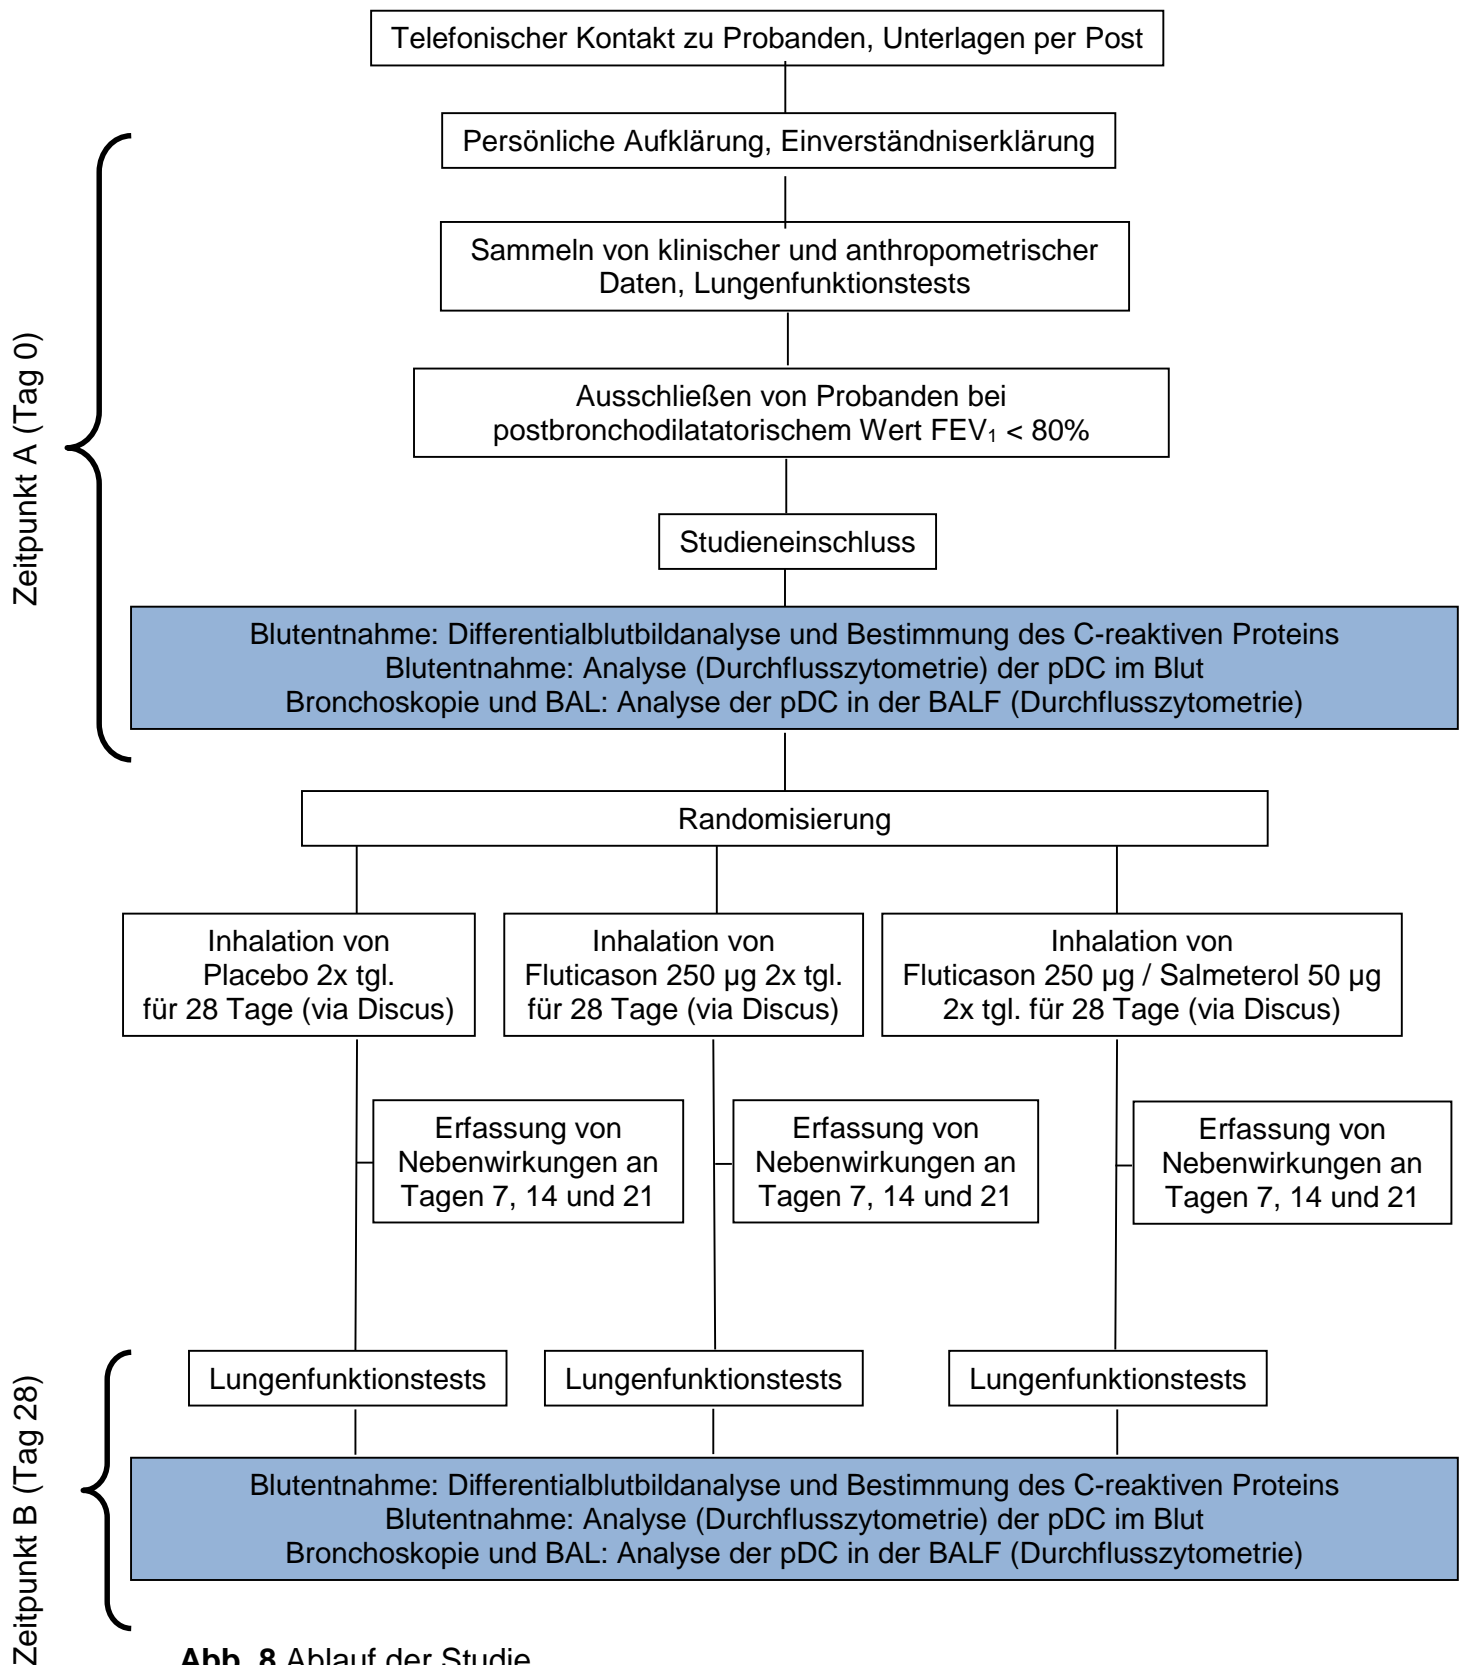 Telefonischer Kontakt zu Probanden, Unterlagen per Post
Persönliche Aufklärung, Einverständniserklärung
Sammeln von klinischer und anthropometrischer
Daten, Lungenfunktionstests
Ausschließen von Probanden bei
postbronchodilatatorischem Wert FEV₁ < 80%
Studieneinschluss
Zeitpunkt A (Tag 0)
Blutentnahme: Differentialblutbildanalyse und Bestimmung des C-reaktiven Proteins
Blutentnahme: Analyse (Durchflusszytometrie) der pDC im Blut
Bronchoskopie und BAL: Analyse der pDC in der BALF (Durchflusszytometrie)
Randomisierung
Inhalation von
Placebo 2x tgl.
für 28 Tage (via Discus)
Inhalation von
Fluticason 250 µg 2x tgl.
für 28 Tage (via Discus)
Inhalation von
Fluticason 250 µg / Salmeterol 50 µg
2x tgl. für 28 Tage (via Discus)
Erfassung von
Nebenwirkungen an
Tagen 7, 14 und 21
Erfassung von
Nebenwirkungen an
Tagen 7, 14 und 21
Erfassung von
Nebenwirkungen an
Tagen 7, 14 und 21
Lungenfunktionstests
Lungenfunktionstests
Lungenfunktionstests
Zeitpunkt B (Tag 28)
Blutentnahme: Differentialblutbildanalyse und Bestimmung des C-reaktiven Proteins
Blutentnahme: Analyse (Durchflusszytometrie) der pDC im Blut
Bronchoskopie und BAL: Analyse der pDC in der BALF (Durchflusszytometrie)
Abb. 8 Ablauf der Studie